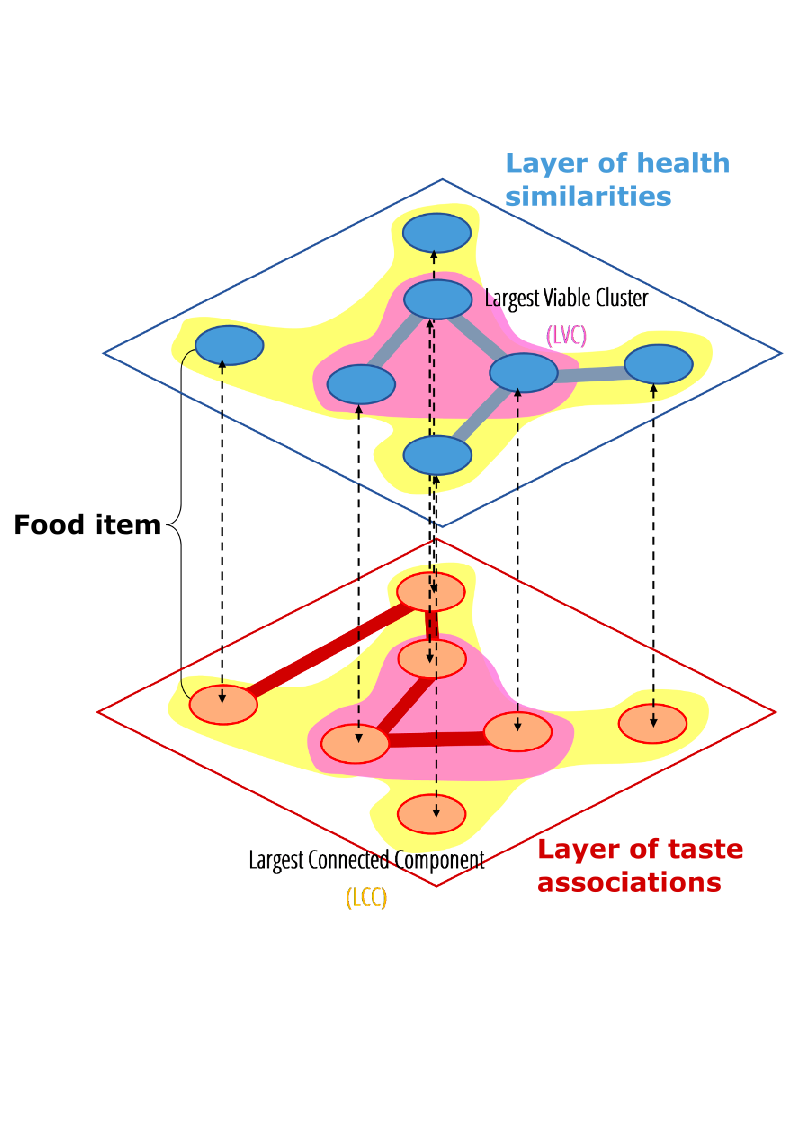 Layer of health
similarities
Largest Viable Cluster
(LVC)
Food item
Largest Connected Component
(LCC)
Layer of taste
associations